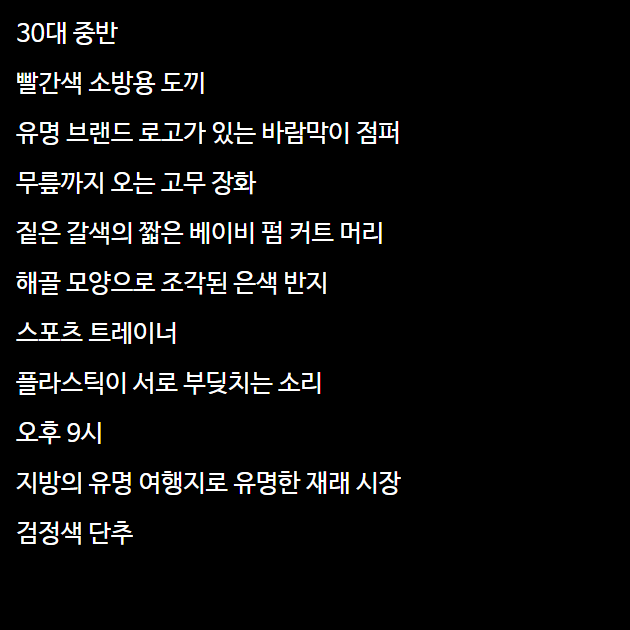 30대 중반
빨간색 소방용 도끼
유명 브랜드 로고가 있는 바람막이 점퍼
무릎까지 오는 고무 장화
짙은 갈색의 짧은 베이비 펌 커트 머리
해골 모양으로 조각된 은색 반지
스포츠 트레이너
플라스틱이 서로 부딪치는 소리
오후 9시
지방의 유명 여행지로 유명한 재래 시장
검정색 단추